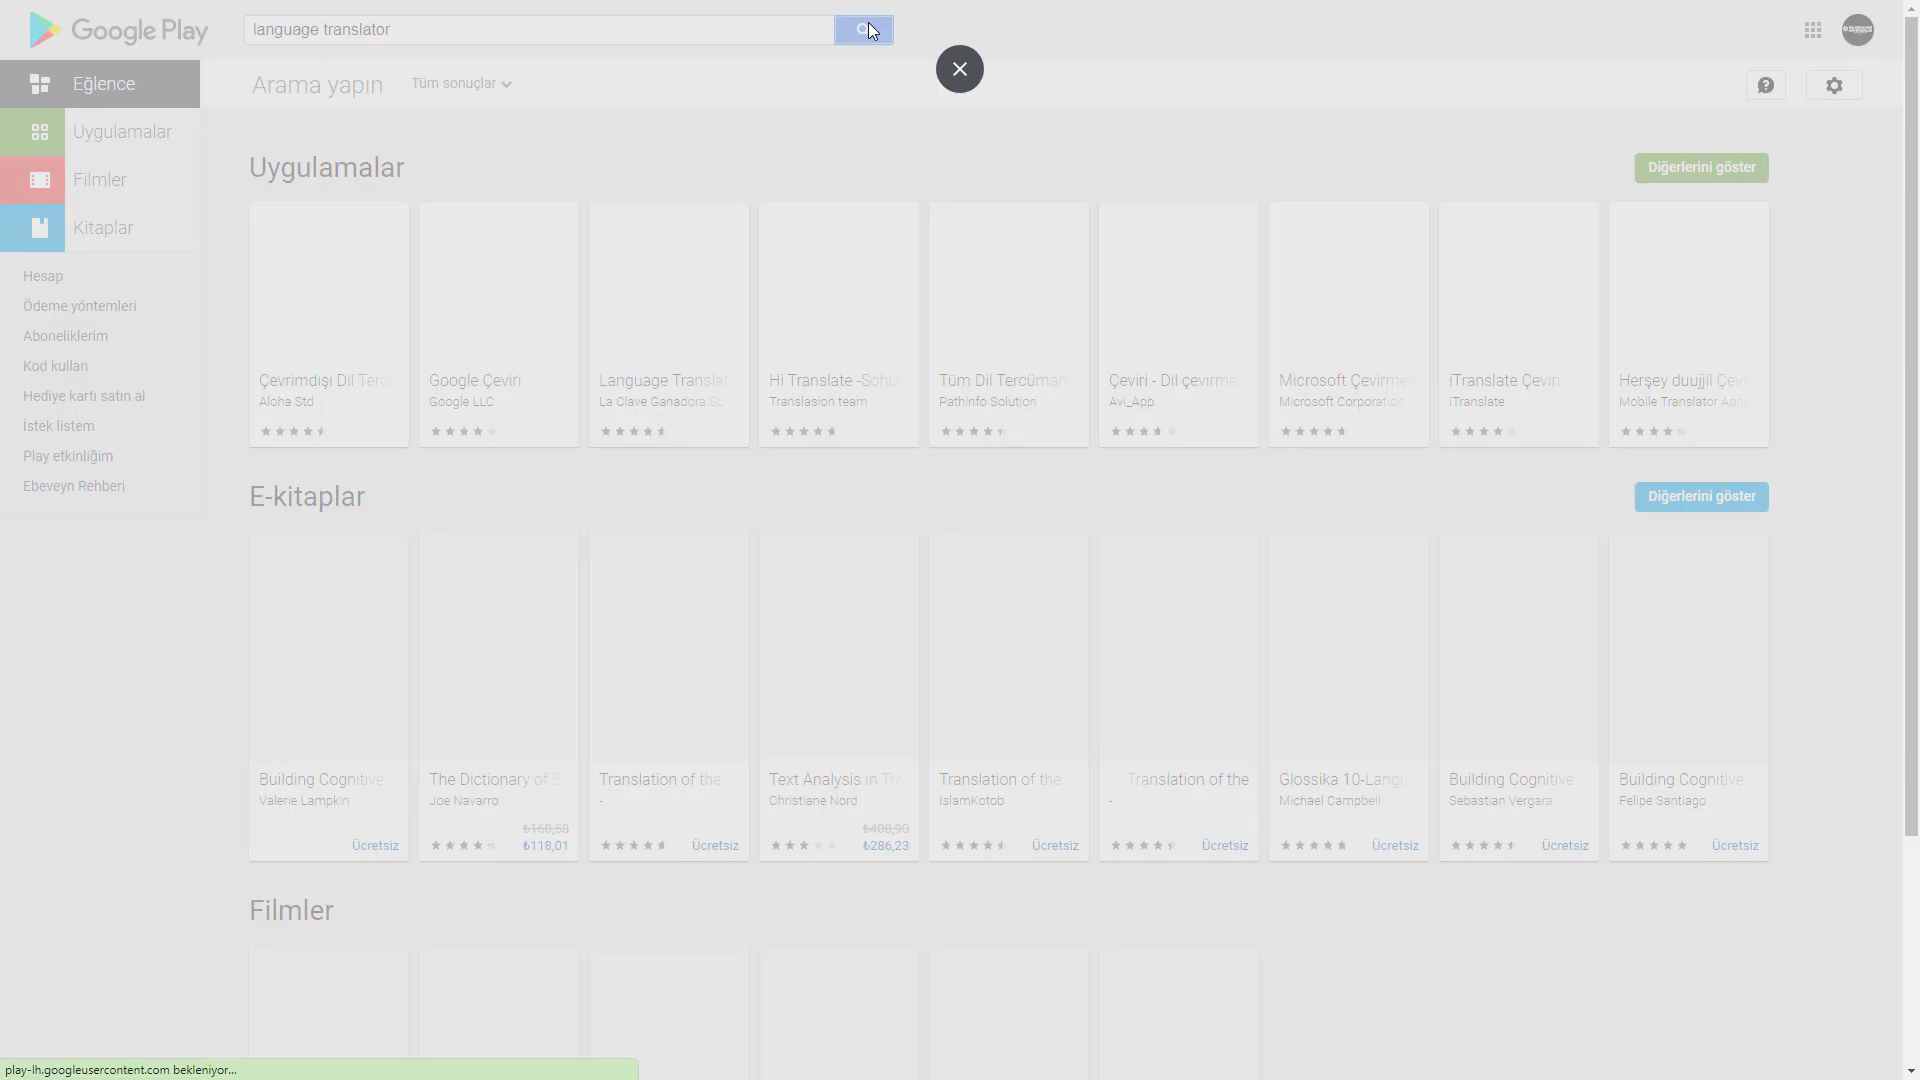 Google Play
language translator
Eğlence
Arama yapın
Tüm sonuçlar
Uygulamalar
Filmler
Kitaplar
Hesap
Ödeme yöntemleri
Aboneliklerim
Kod kullan
Hediye kartı satın al
İstek listem
Play etkinliğim
Ebeveyn Rehberi
Uygulamalar
Diğerlerini göster
Çevrimdışı Dil Terc
Aloha Std
Google Çeviri
Google LLC
Language Translat
La Clave Ganadora SL
Hi Translate -Sohb
Translasion team
Tüm Dil Tercüman
Pathinfo Solution
Çeviri - Dil çevirme
Avi_App
Microsoft Çevirme
Microsoft Corporation
iTranslate Çeviri
iTranslate
Herşey duujjil Çevir
Mobile Translator Apps
E-kitaplar
Diğerlerini göster
Building Cognitive
Valerie Lampkin
Ücretsiz
The Dictionary of B
Joe Navarro
₺168,58
₺118,01
Translation of the
-
Ücretsiz
Text Analysis in Tra
Christiane Nord
₺408,90
₺286,23
Translation of the
IslamKotob
Ücretsiz
Translation of the
-
Ücretsiz
Glossika 10-Langu
Michael Campbell
Ücretsiz
Building Cognitive
Sebastian Vergara
Ücretsiz
Building Cognitive
Felipe Santiago
Ücretsiz
Filmler
play-lh.googleusercontent.com bekleniyor...